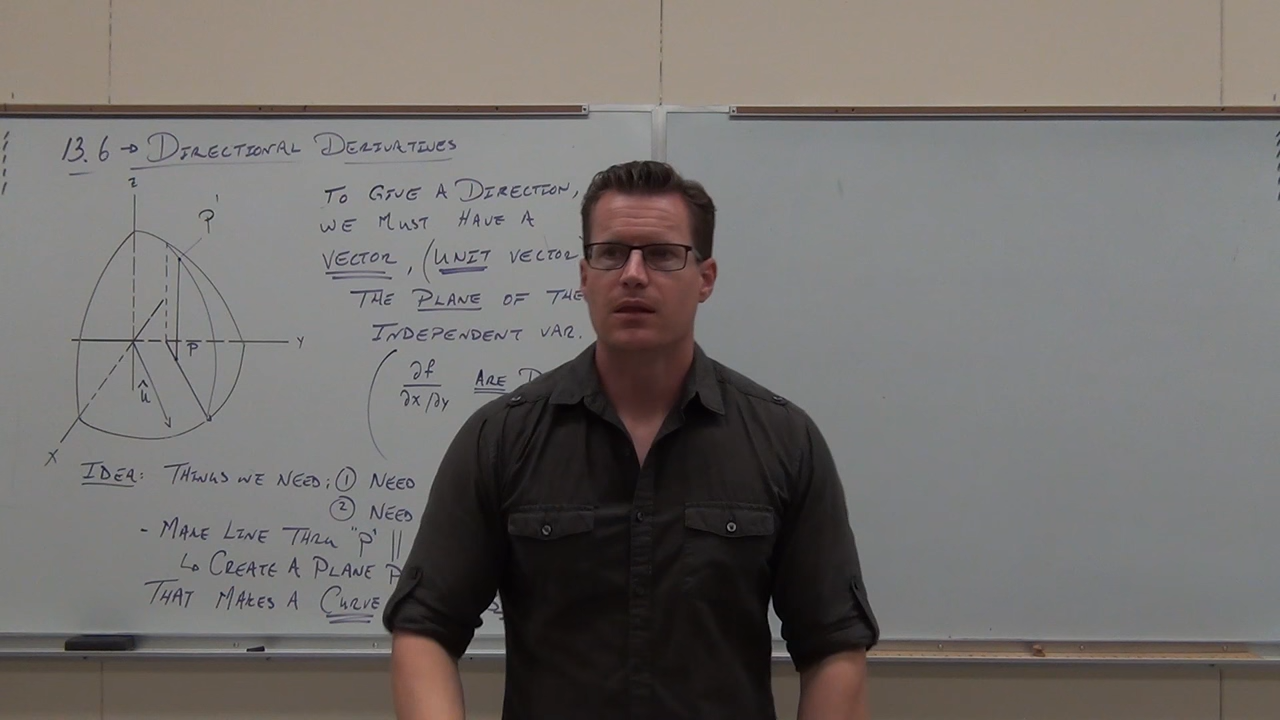 13.6 → DIRECTIONAL DERIVATIVES
TO GIVE A DIRECTION,
WE MUST HAVE A
VECTOR, (UNIT VECTOR
THE PLANE OF THE
INDEPENDENT VAR.
(∂f
∂x/∂y ARE D
z
P'
y
P
û
x
IDEA: THINGS WE NEED: ① NEED
② NEED
- MAKE LINE THRU "P" ||
↳ CREATE A PLANE P
THAT MAKES A CURVE